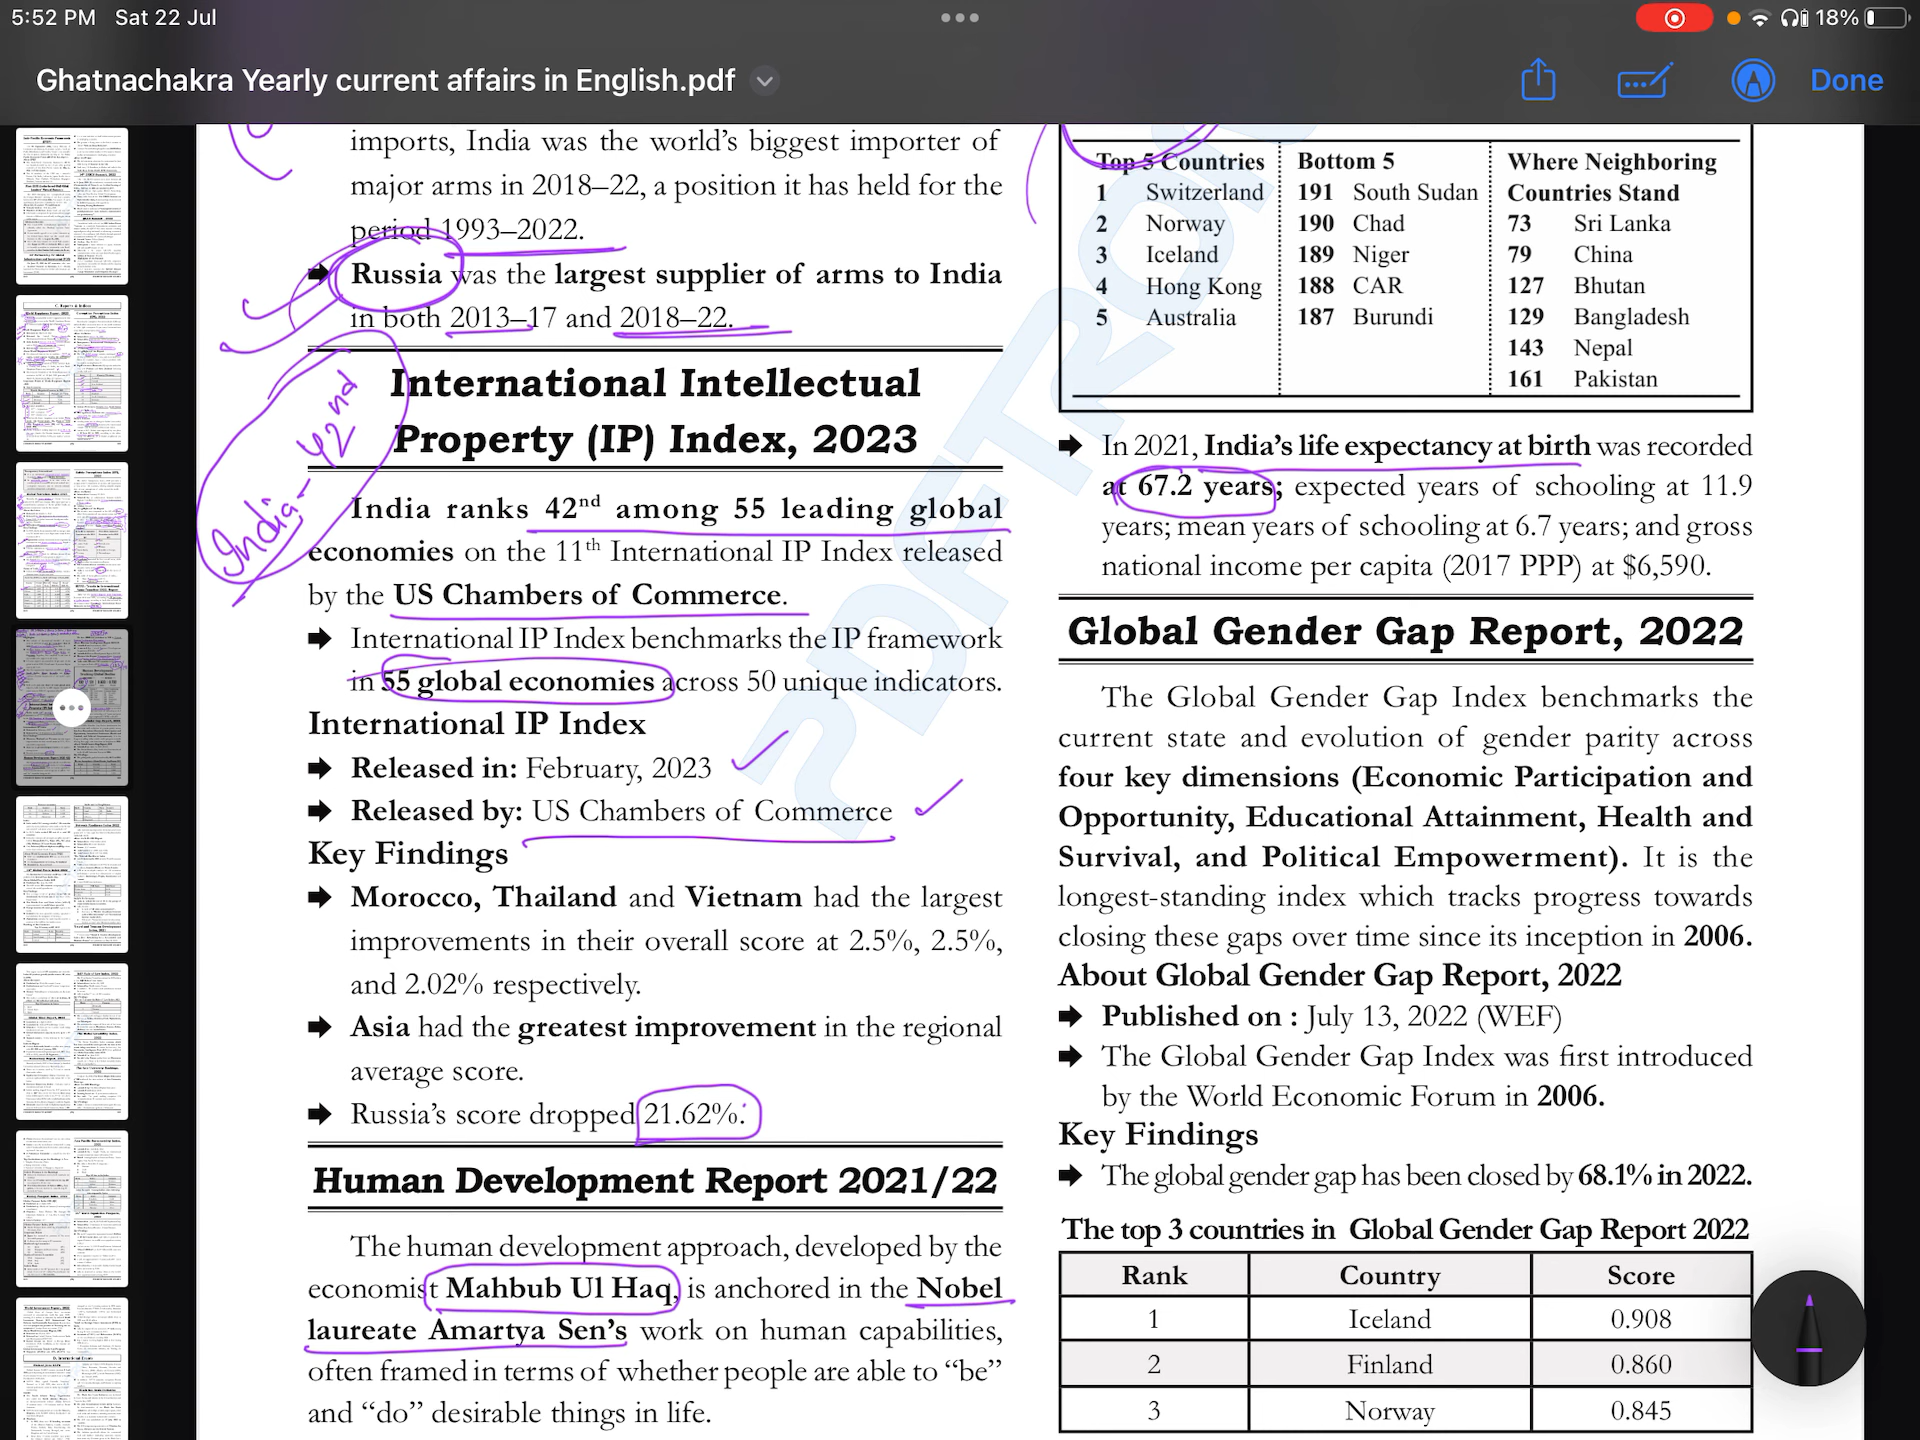 5:52 PM Sat 22 Jul
18%
Ghatnachakra Yearly current affairs in English.pdf
Done
imports, India was the world's biggest importer of
major arms in 2018–22, a position it has held for the
period 1993–2022.
Russia was the largest supplier of arms to India
in both 2013–17 and 2018–22.
India – 42nd
International Intellectual
Property (IP) Index, 2023
India ranks 42nd among 55 leading global
economies on the 11th International IP Index released
by the US Chambers of Commerce.
International IP Index benchmarks the IP framework
in 55 global economies across 50 unique indicators.
International IP Index
Released in: February, 2023
Released by: US Chambers of Commerce
Key Findings
Morocco, Thailand and Vietnam had the largest
improvements in their overall score at 2.5%, 2.5%,
and 2.02% respectively.
Asia had the greatest improvement in the regional
average score.
Russia's score dropped 21.62%.
Human Development Report 2021/22
The human development approach, developed by the
economist Mahbub Ul Haq, is anchored in the Nobel
laureate Amartya Sen's work on human capabilities,
often framed in terms of whether people are able to "be"
and "do" desirable things in life.
Top 5 Countries Bottom 5 Where Neighboring
Countries Stand
1 Switzerland 191 South Sudan
2 Norway 190 Chad 73 Sri Lanka
3 Iceland 189 Niger 79 China
4 Hong Kong 188 CAR 127 Bhutan
5 Australia 187 Burundi 129 Bangladesh
143 Nepal
161 Pakistan
In 2021, India's life expectancy at birth was recorded
at 67.2 years; expected years of schooling at 11.9
years; mean years of schooling at 6.7 years; and gross
national income per capita (2017 PPP) at $6,590.
Global Gender Gap Report, 2022
The Global Gender Gap Index benchmarks the
current state and evolution of gender parity across
four key dimensions (Economic Participation and
Opportunity, Educational Attainment, Health and
Survival, and Political Empowerment). It is the
longest-standing index which tracks progress towards
closing these gaps over time since its inception in 2006.
About Global Gender Gap Report, 2022
Published on : July 13, 2022 (WEF)
The Global Gender Gap Index was first introduced
by the World Economic Forum in 2006.
Key Findings
The global gender gap has been closed by 68.1% in 2022.
The top 3 countries in Global Gender Gap Report 2022
Rank Country Score
1 Iceland 0.908
2 Finland 0.860
3 Norway 0.845